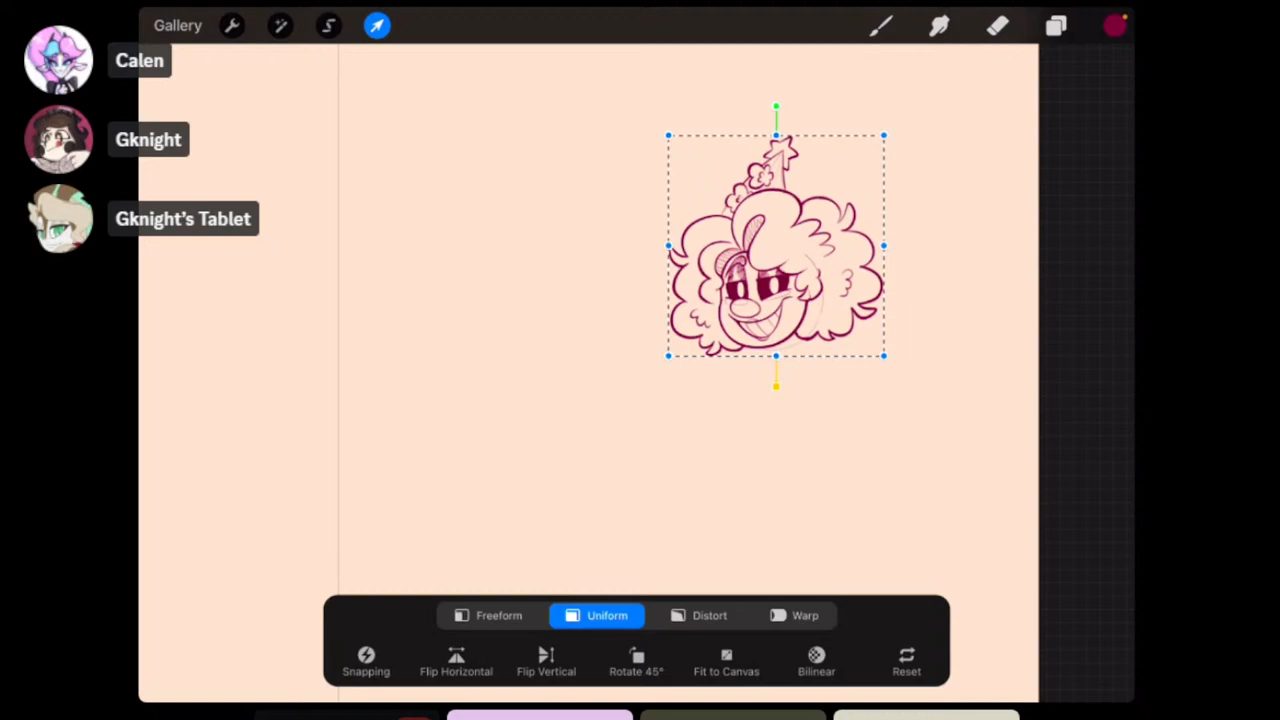 Gallery
Calen
Gknight
Gknight's Tablet
Freeform Uniform Distort Warp
Snapping Flip Horizontal Flip Vertical Rotate 45° Fit to Canvas Bilinear Reset